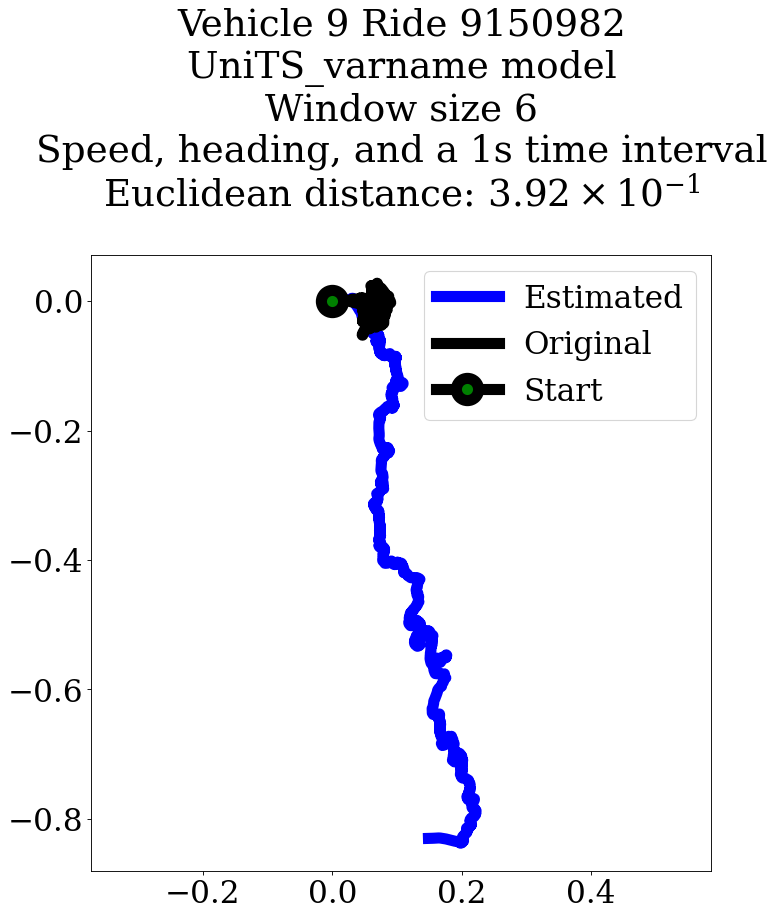 Vehicle 9 Ride 9150982
UniTS_varname model
Window size 6
Speed, heading, and a 1s time interval
Euclidean distance: 3.92 × 10⁻¹
Estimated
Original
Start
0.0
−0.2
−0.4
−0.6
−0.8
−0.2 0.0 0.2 0.4